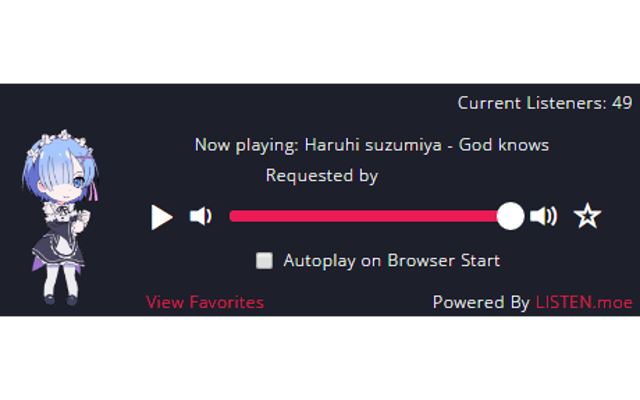 Current Listeners: 49
Now playing: Haruhi suzumiya - God knows
Requested by
Autoplay on Browser Start
View Favorites
Powered By LISTEN.moe